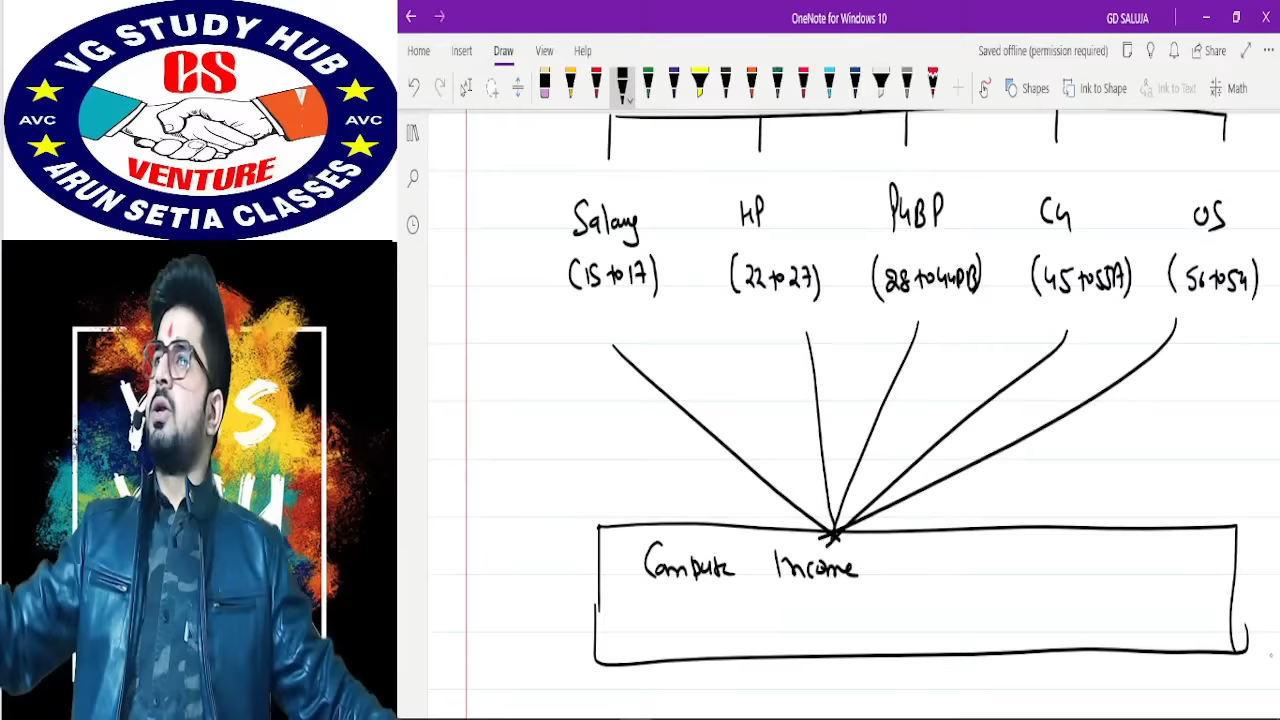 VG STUDY HUB
CS
AVC
AVC
VENTURE
ARUN SETIA CLASSES
OneNote for Windows 10
GD SALUJA
Home
Insert
Draw
View
Help
Saved offline (permission required)
Share
Shapes
Ink to Shape
Ink to Text
Math
Salary
HP
PGBP
CG
OS
(15 to 17)
(22 to 27)
(28 to 44DB)
(45 to 55A)
(56 to 59)
Compute Income